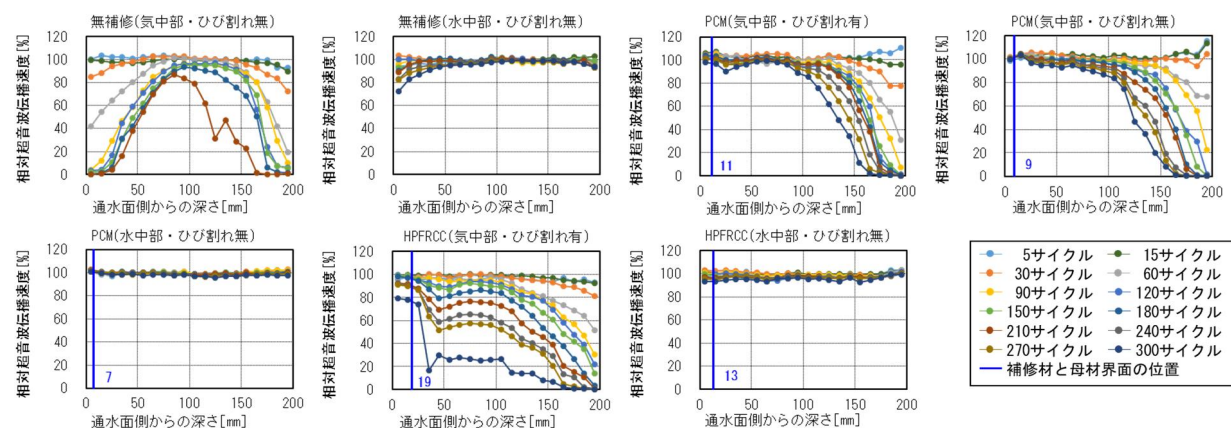 無補修(気中部・ひび割れ無)
相対超音波伝播速度[%]
120
100
80
60
40
20
0
0 50 100 150 200
通水面側からの深さ[mm]
無補修(水中部・ひび割れ無)
相対超音波伝播速度[%]
120
100
80
60
40
20
0
0 50 100 150 200
通水面側からの深さ[mm]
PCM(気中部・ひび割れ有)
相対超音波伝播速度[%]
120
100
80
60
40
20
0
11
0 50 100 150 200
通水面側からの深さ[mm]
PCM(気中部・ひび割れ無)
相対超音波伝播速度[%]
120
100
80
60
40
20
0
9
0 50 100 150 200
通水面側からの深さ[mm]
PCM(水中部・ひび割れ無)
相対超音波伝播速度[%]
120
100
80
60
40
20
0
7
0 50 100 150 200
通水面側からの深さ[mm]
HPFRCC(気中部・ひび割れ有)
相対超音波伝播速度[%]
120
100
80
60
40
20
0
19
0 50 100 150 200
通水面側からの深さ[mm]
HPFRCC(水中部・ひび割れ無)
相対超音波伝播速度[%]
120
100
80
60
40
20
0
13
0 50 100 150 200
通水面側からの深さ[mm]
5サイクル 15サイクル
30サイクル 60サイクル
90サイクル 120サイクル
150サイクル 180サイクル
210サイクル 240サイクル
270サイクル 300サイクル
補修材と母材界面の位置